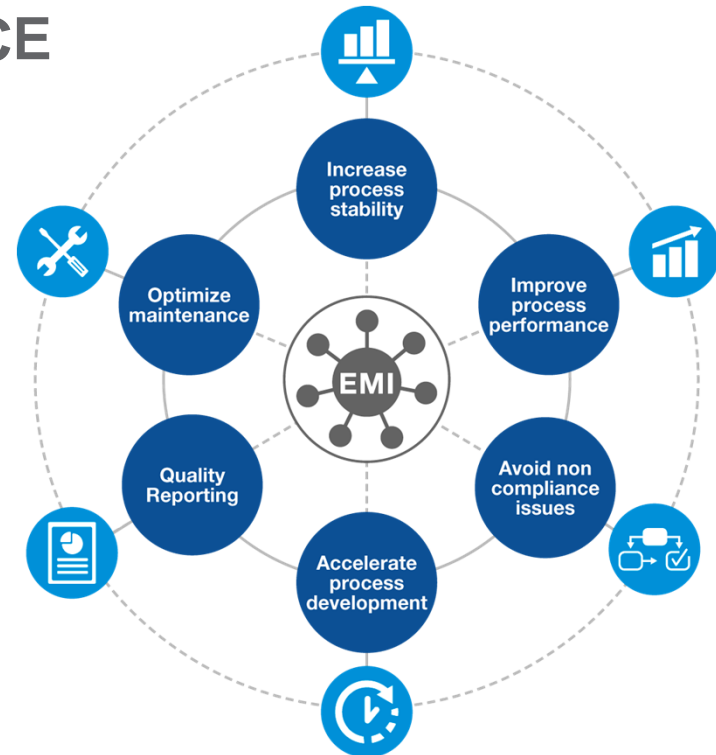 CE
Increase
process
stability
Improve
process
performance
Avoid non
compliance
issues
Accelerate
process
development
Quality
Reporting
Optimize
maintenance
EMI